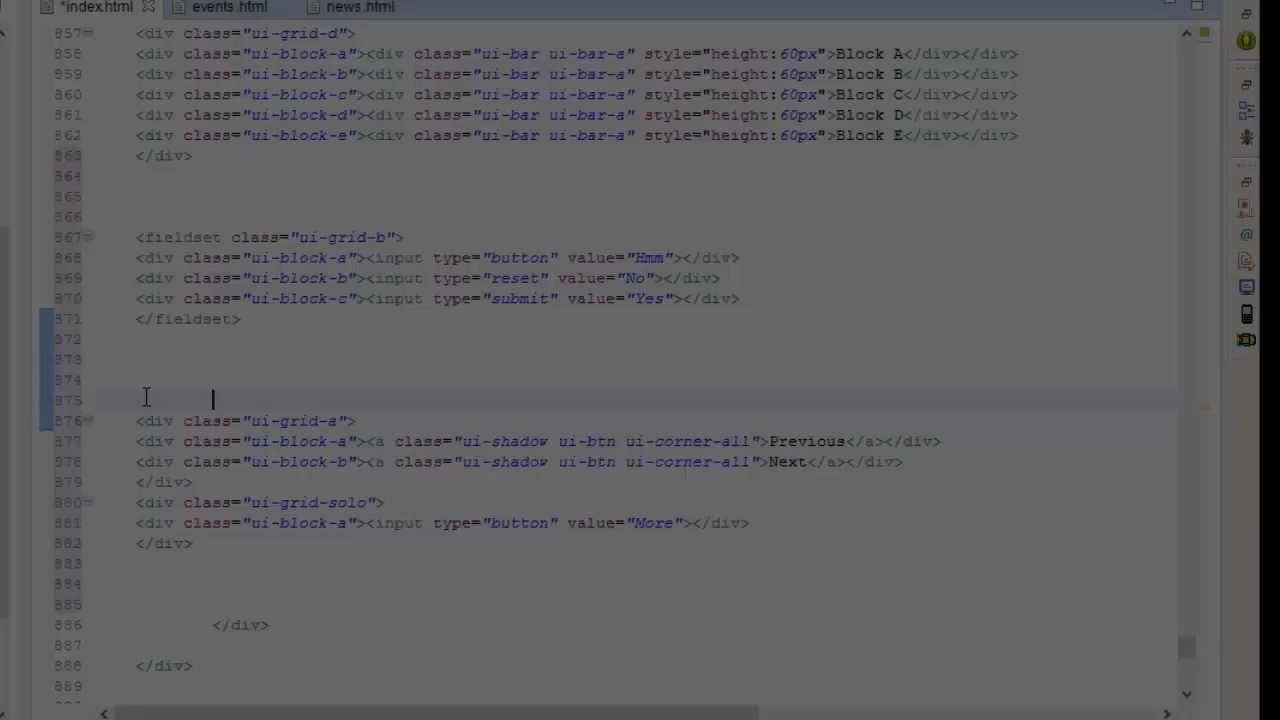 *index.html events.html news.html
857 <div class="ui-grid-d">
858 <div class="ui-block-a"><div class="ui-bar ui-bar-a" style="height:60px">Block A</div></div>
859 <div class="ui-block-b"><div class="ui-bar ui-bar-a" style="height:60px">Block B</div></div>
860 <div class="ui-block-c"><div class="ui-bar ui-bar-a" style="height:60px">Block C</div></div>
861 <div class="ui-block-d"><div class="ui-bar ui-bar-a" style="height:60px">Block D</div></div>
862 <div class="ui-block-e"><div class="ui-bar ui-bar-a" style="height:60px">Block E</div></div>
863 </div>
864
865
866
867 <fieldset class="ui-grid-b">
868 <div class="ui-block-a"><input type="button" value="Hmm"></div>
869 <div class="ui-block-b"><input type="reset" value="No"></div>
870 <div class="ui-block-c"><input type="submit" value="Yes"></div>
871 </fieldset>
872
873
874
875
876 <div class="ui-grid-a">
877 <div class="ui-block-a"><a class="ui-shadow ui-btn ui-corner-all">Previous</a></div>
878 <div class="ui-block-b"><a class="ui-shadow ui-btn ui-corner-all">Next</a></div>
879 </div>
880 <div class="ui-grid-solo">
881 <div class="ui-block-a"><input type="button" value="More"></div>
882 </div>
883
884
885
886 </div>
887
888 </div>
889